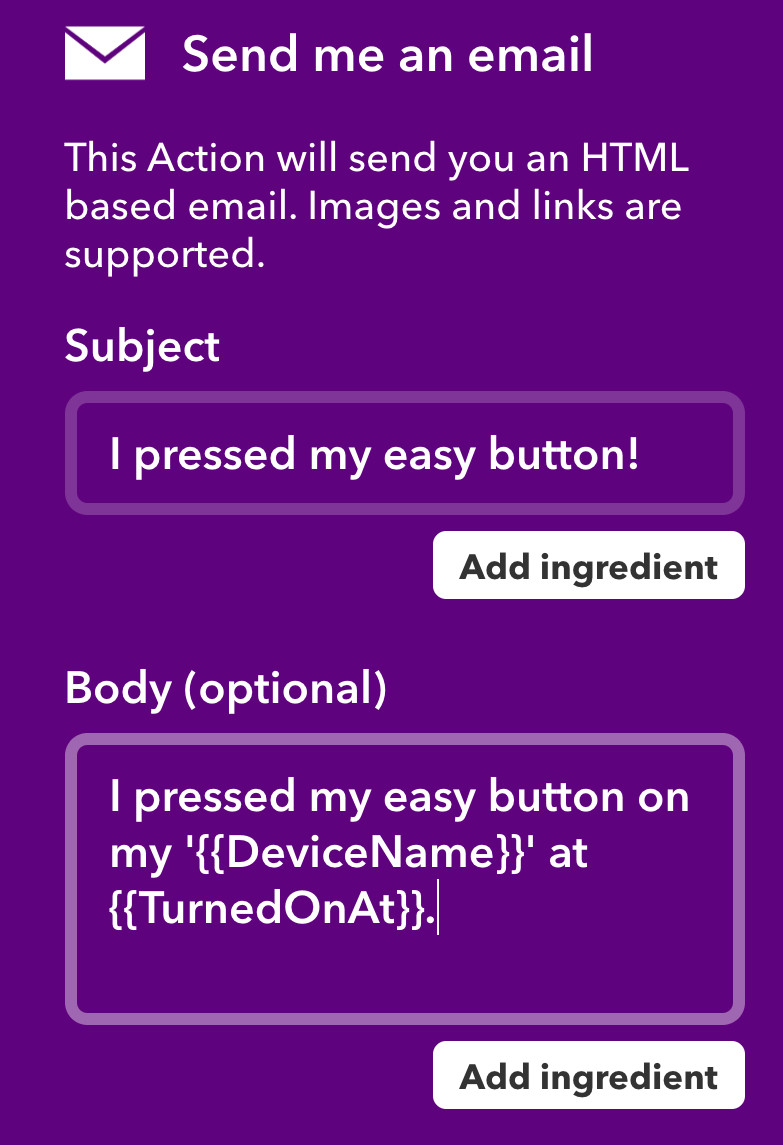 Send me an email
This Action will send you an HTML
based email. Images and links are
supported.
Subject
I pressed my easy button!
Add ingredient
Body (optional)
I pressed my easy button on
my '{{DeviceName}}' at
{{TurnedOnAt}}.
Add ingredient